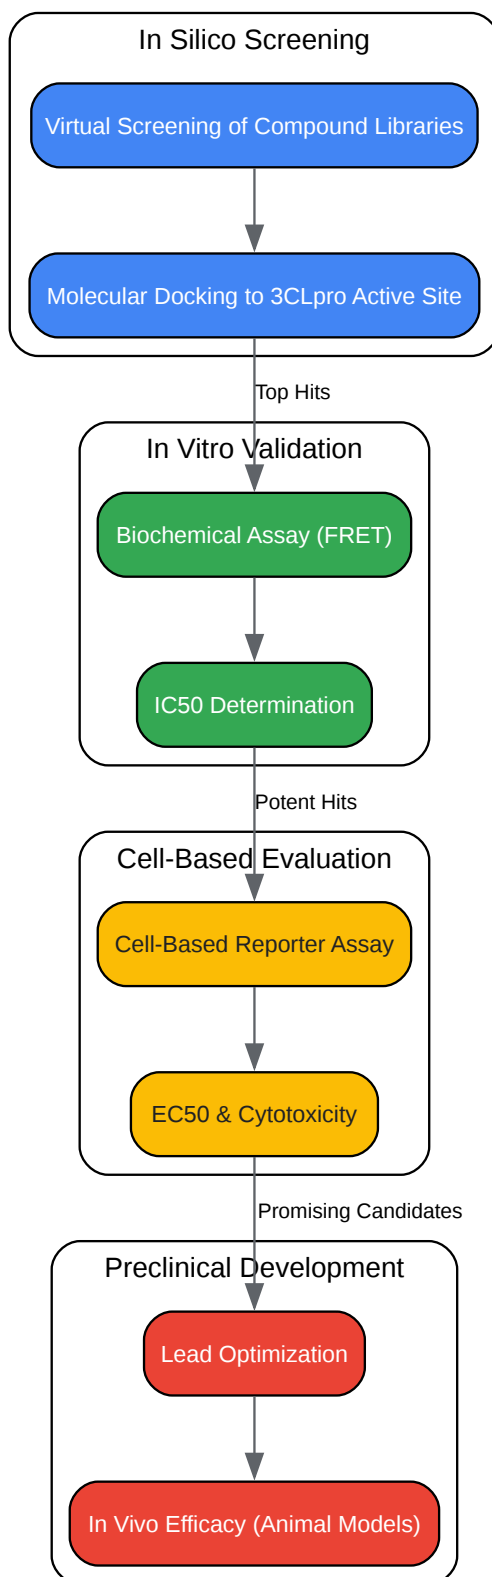 In Silico Screening
Virtual Screening of Compound Libraries
Molecular Docking to 3CLpro Active Site
Top Hits
In Vitro Validation
Biochemical Assay (FRET)
IC50 Determination
Potent Hits
Cell-Based Evaluation
Cell-Based Reporter Assay
EC50 & Cytotoxicity
Promising Candidates
Preclinical Development
Lead Optimization
In Vivo Efficacy (Animal Models)